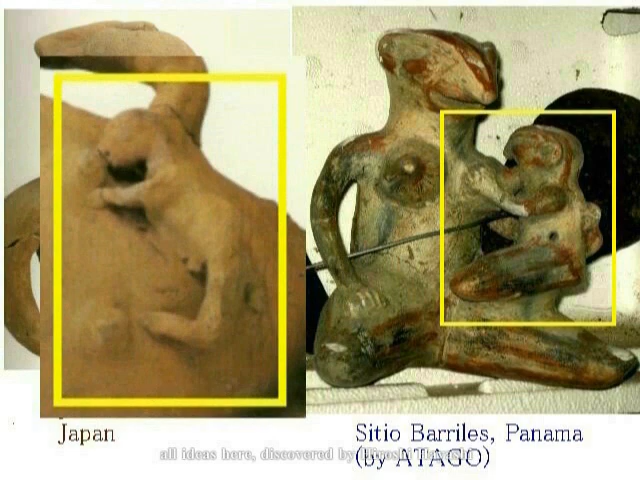 Japan
Sitio Barriles, Panama
(by ATAGO)
all ideas here, discovered by